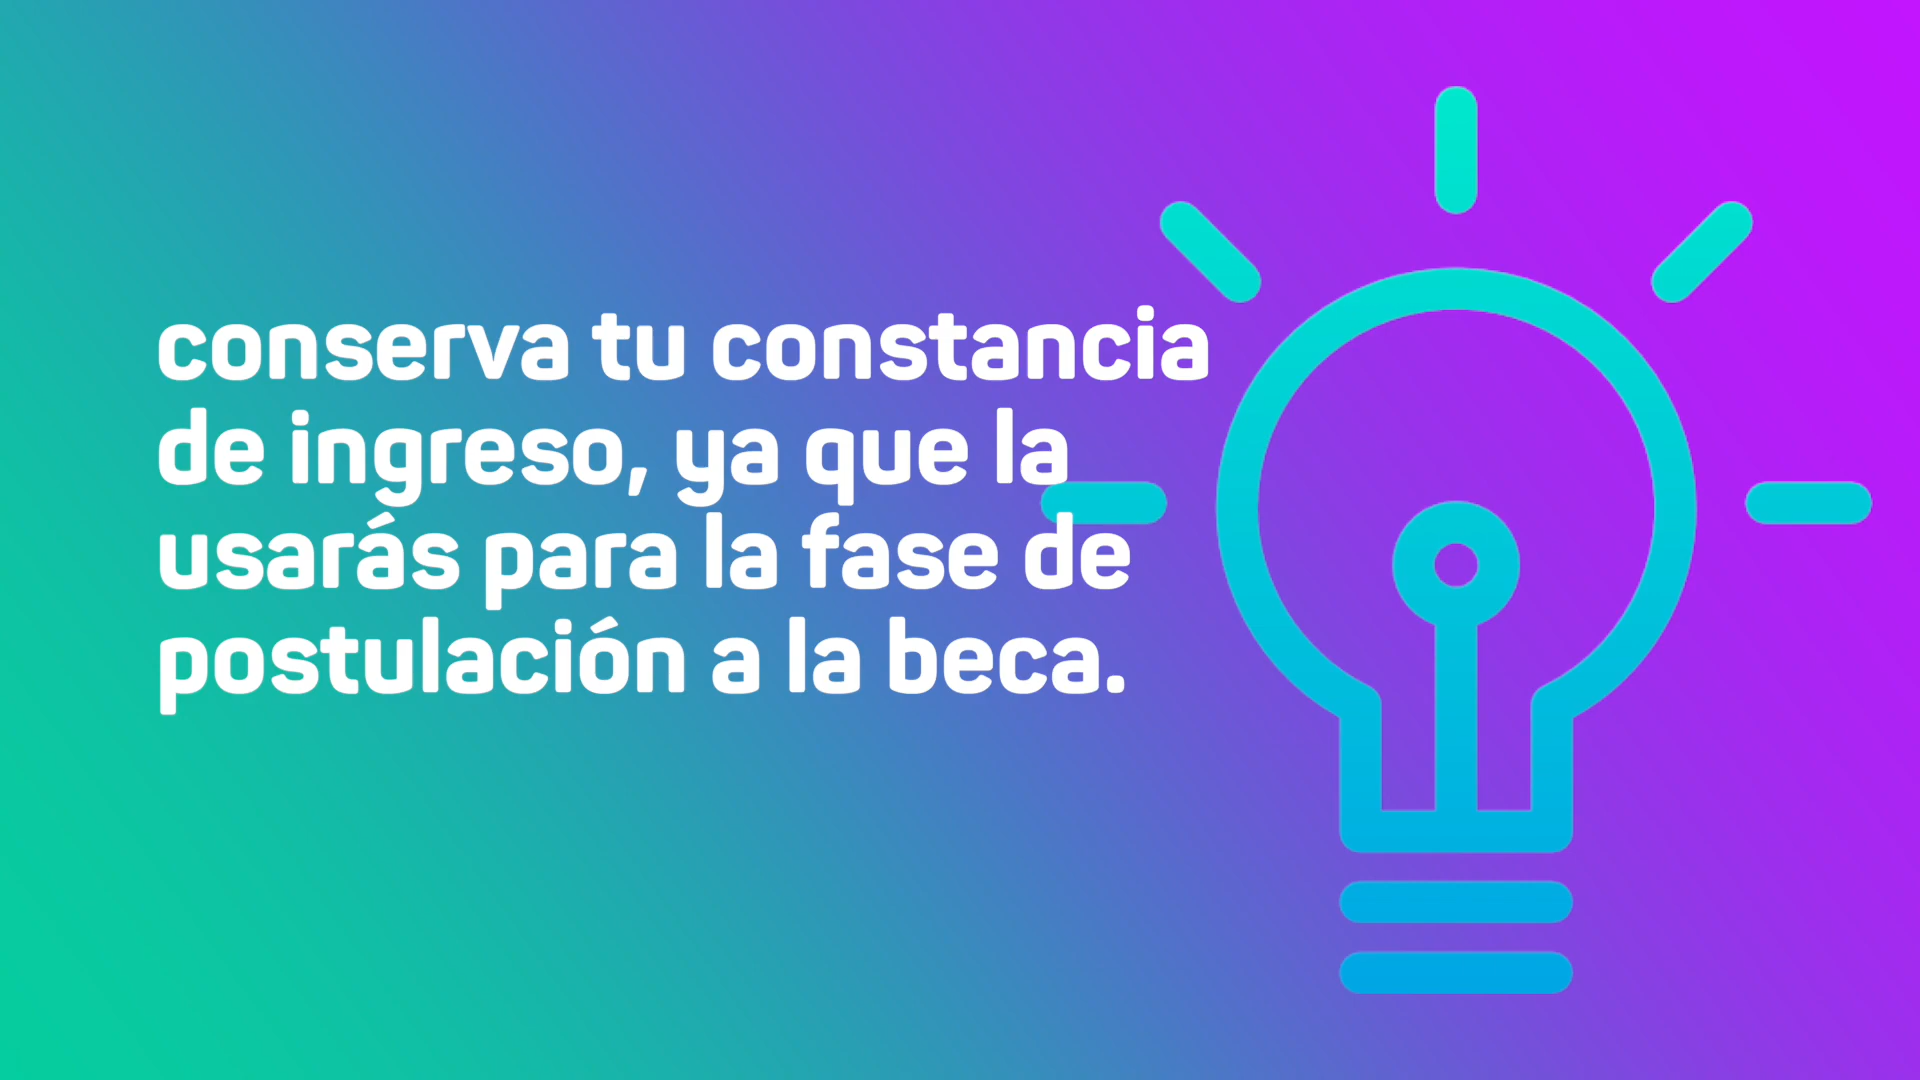 conserva tu constancia
de ingreso, ya que la
usarás para la fase de
postulación a la beca.